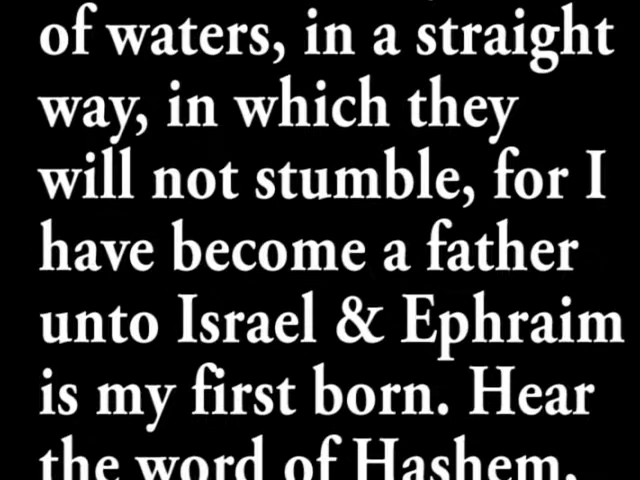 of waters, in a straight
way, in which they
will not stumble, for I
have become a father
unto Israel & Ephraim
is my first born. Hear
the word of Hashem,